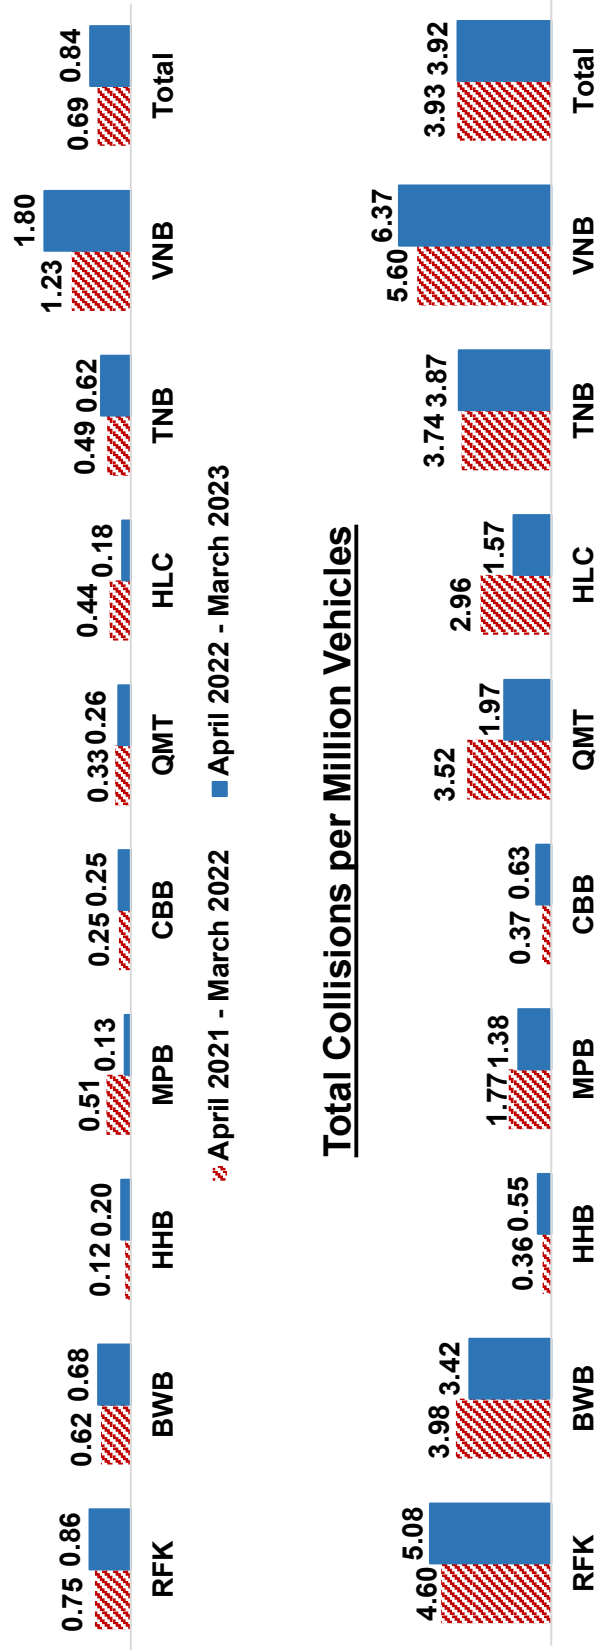 0.75 0.86 0.62 0.68 0.12 0.20 0.51 0.13 0.25 0.25 0.33 0.26 0.44 0.18 0.49 0.62 1.23 1.80 0.69 0.84
RFK BWB HHB MPB CBB QMT HLC TNB VNB Total
April 2021 - March 2022 April 2022 - March 2023
Total Collisions per Million Vehicles
4.60 5.08 3.98 3.42 0.36 0.55 1.77 1.38 0.37 0.63 3.52 1.97 2.96 1.57 3.74 3.87 5.60 6.37 3.93 3.92
RFK BWB HHB MPB CBB QMT HLC TNB VNB Total